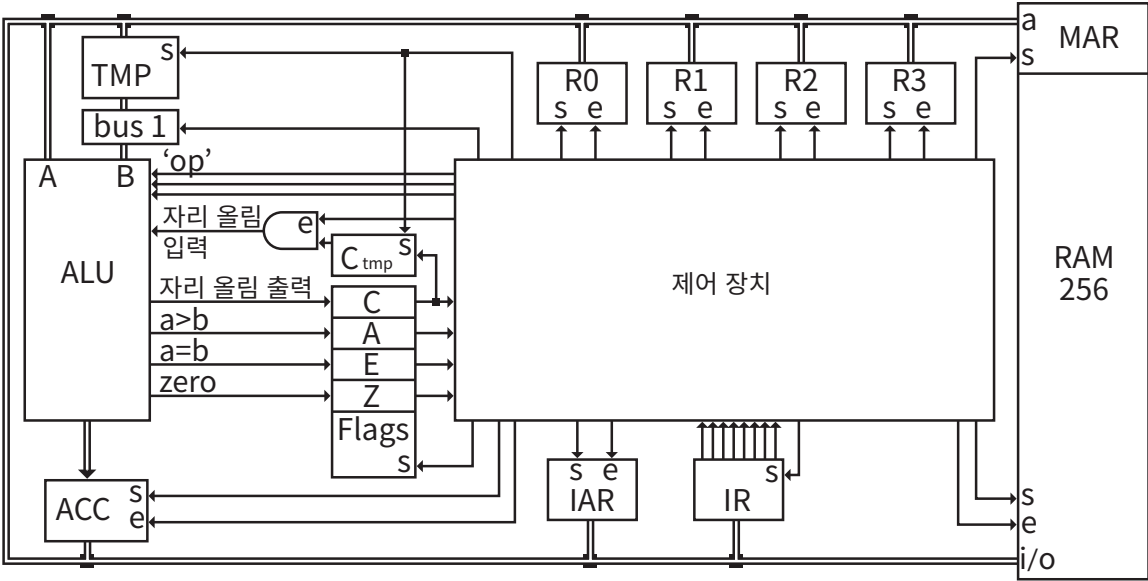 a
MAR
s
s
TMP
R0
s e
R1
s e
R2
s e
R3
s e
bus 1
A
B
‘op’
자리 올림
입력
e
s
C tmp
ALU
제어 장치
RAM
256
자리 올림 출력
C
a>b
A
a=b
E
zero
Z
Flags
s
s e
IAR
s
IR
ACC
s
e
s
e
i/o